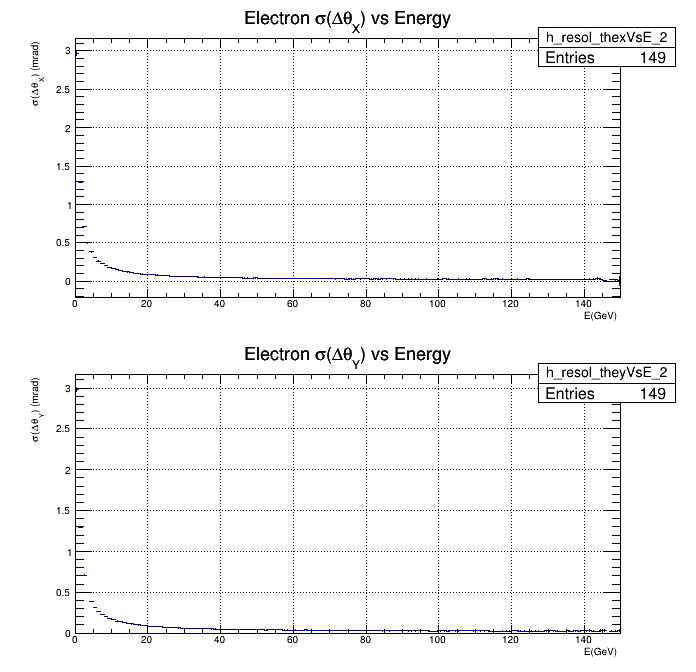 Electron σ(Δθ_X) vs Energy
h_resol_thexVsE_2
Entries 149
σ(Δθ_X) (mrad)
3
2.5
2
1.5
1
0.5
0
0 20 40 60 80 100 120 140
E(GeV)
Electron σ(Δθ_Y) vs Energy
h_resol_theyVsE_2
Entries 149
σ(Δθ_Y) (mrad)
3
2.5
2
1.5
1
0.5
0
0 20 40 60 80 100 120 140
E(GeV)